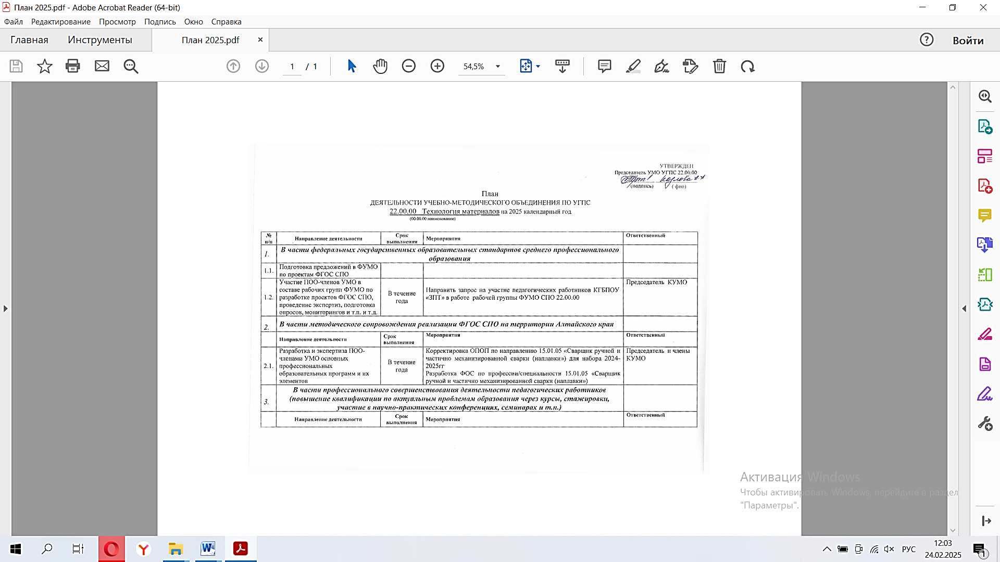 План 2025.pdf - Adobe Acrobat Reader (64-bit)
Файл Редактирование Просмотр Подпись Окно Справка
Главная Инструменты План 2025.pdf Войти
1 / 1 54,5%
УТВЕРЖДЕН
Председатель УМО УГПС 22.00.00
(подпись) ( фио)
План
ДЕЯТЕЛЬНОСТИ УЧЕБНО-МЕТОДИЧЕСКОГО ОБЪЕДИНЕНИЯ ПО УГПС
22.00.00 Технология материалов на 2025 календарный год
(00.00.00.наименование)
№ п/п
Направление деятельности
Срок выполнения
Мероприятия
Ответственный
1.
В части федеральных государственных образовательных стандартов среднего профессионального
образования
1.1.
Подготовка предложений в ФУМО
по проектам ФГОС СПО
1.2.
Участие ПОО-членов УМО в
составе рабочих групп ФУМО по
разработке проектов ФГОС СПО,
проведение экспертиз, подготовка
опросов, мониторингов и т.п. и т.д.
В течение
года
Направить запрос на участие педагогических работников КГБПОУ
«ЗПТ» в работе рабочей группы ФУМО СПО 22.00.00
Председатель КУМО
2.
В части методического сопровождения реализации ФГОС СПО на территории Алтайского края
Направление деятельности
Срок
выполнения
Мероприятия
Ответственный
2.1.
Разработка и экспертиза ПОО-
членами УМО основных
профессиональных
образовательных программ и их
элементов
В течение
года
Корректировка ОПОП по направлению 15.01.05 «Сварщик ручной и
частично механизированной сварки (наплавки») для набора 2024-
2025гг
Разработка ФОС по профессии/специальности 15.01.05 «Сварщик
ручной и частично механизированной сварки (наплавки»)
Председатель и члены
КУМО
3.
В части профессионального совершенствования деятельности педагогических работников
(повышение квалификации по актуальным проблемам образования через курсы, стажировки,
участие в научно-практических конференциях, семинарах и т.п.)
Направление деятельности
Срок
выполнения
Мероприятия
Ответственный
Активация Windows
Чтобы активировать Windows, перейдите в раздел
"Параметры".
РУС
12:03
24.02.2025
1